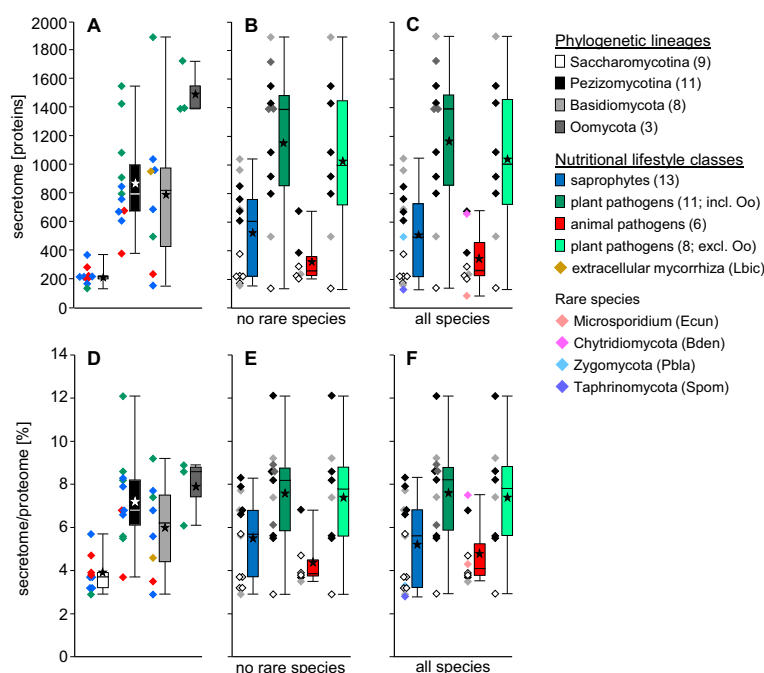 A
B
C
secretome [proteins]
2000
1800
1600
1400
1200
1000
800
600
400
200
0
no rare species
all species
Phylogenetic lineages
Saccharomycotina (9)
Pezizomycotina (11)
Basidiomycota (8)
Oomycota (3)
Nutritional lifestyle classes
saprophytes (13)
plant pathogens (11; incl. Oo)
animal pathogens (6)
plant pathogens (8; excl. Oo)
extracellular mycorrhiza (Lbic)
Rare species
Microsporidium (Ecun)
Chytridiomycota (Bden)
Zygomycota (Pbla)
Taphrinomycota (Spom)
D
E
F
secretome/proteome [%]
14
12
10
8
6
4
2
0
no rare species
all species